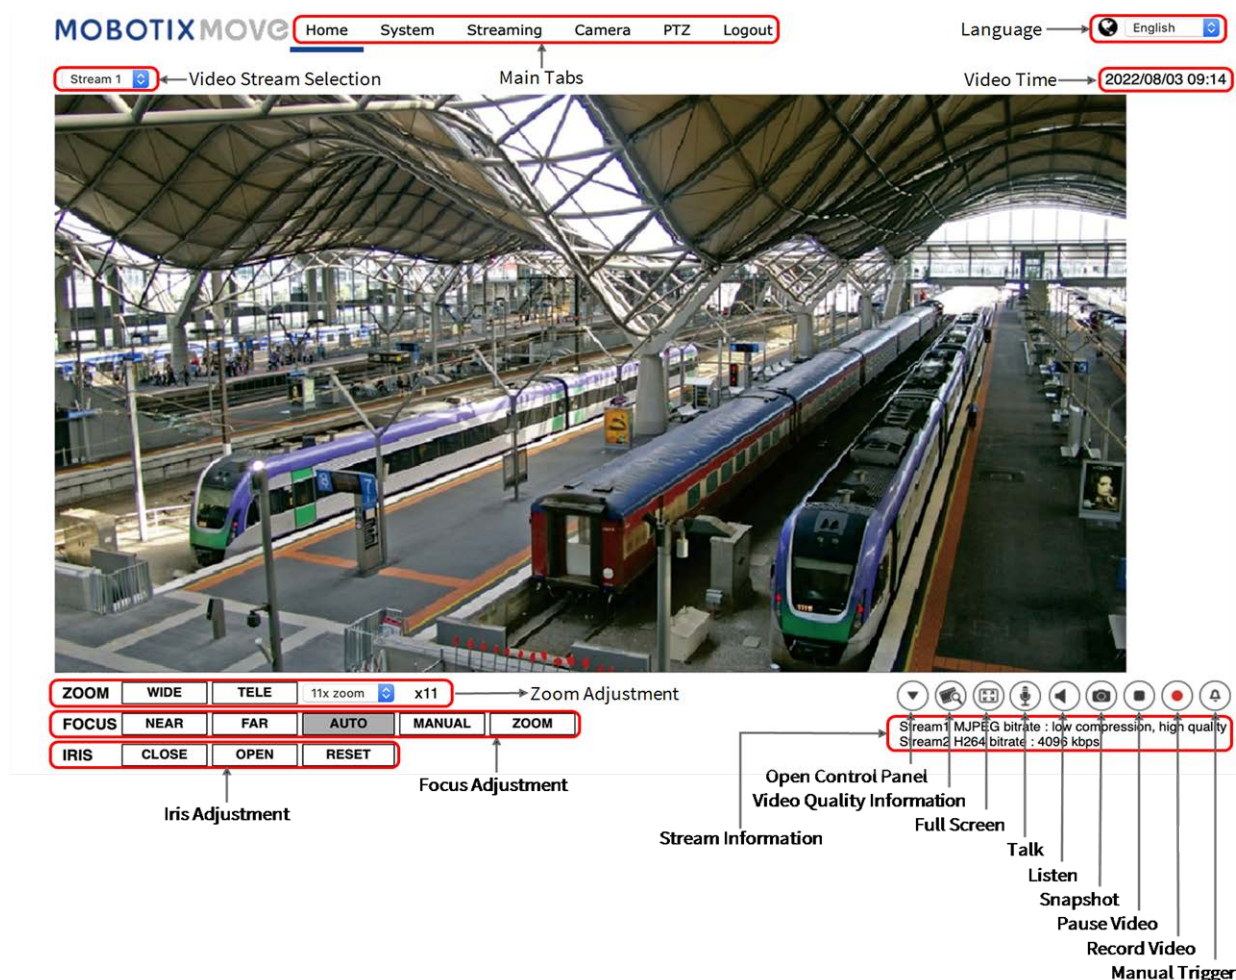 MOBOTIX MOVE
Home System Streaming Camera PTZ Logout
Language
English
Stream 1
Video Stream Selection
Main Tabs
Video Time
2022/08/03 09:14
ZOOM WIDE TELE 11x zoom x11
Zoom Adjustment
FOCUS NEAR FAR AUTO MANUAL ZOOM
IRIS CLOSE OPEN RESET
Stream1 MJPEG bitrate : low compression, high quality
Stream2 H264 bitrate : 4096 kbps
Focus Adjustment
Iris Adjustment
Open Control Panel
Video Quality Information
Full Screen
Stream Information
Talk
Listen
Snapshot
Pause Video
Record Video
Manual Trigger